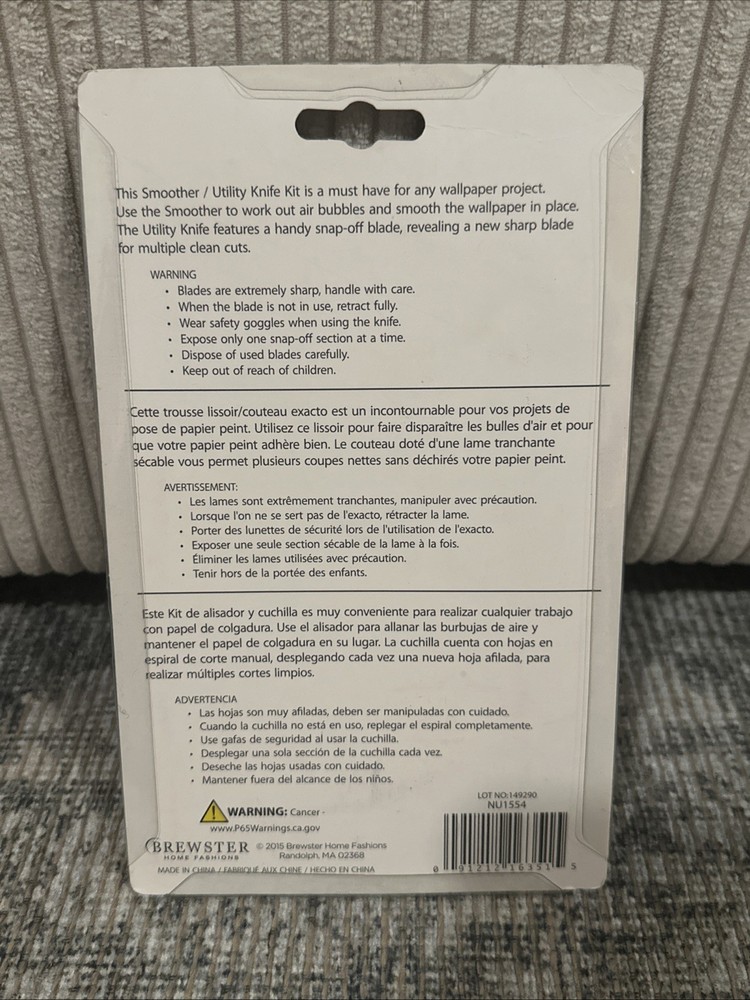 This Smoother / Utility Knife Kit is a must have for any wallpaper project.
Use the Smoother to work out air bubbles and smooth the wallpaper in place.
The Utility Knife features a handy snap-off blade, revealing a new sharp blade
for multiple clean cuts.
WARNING
• Blades are extremely sharp, handle with care.
• When the blade is not in use, retract fully.
• Wear safety goggles when using the knife.
• Expose only one snap-off section at a time.
• Dispose of used blades carefully.
• Keep out of reach of children.
Cette trousse lissoir/couteau exacto est un incontournable pour vos projets de
pose de papier peint. Utilisez ce lissoir pour faire disparaître les bulles d'air et pour
que votre papier peint adhère bien. Le couteau doté d'une lame tranchante
sécable vous permet plusieurs coupes nettes sans déchirés votre papier peint.
AVERTISSEMENT:
• Les lames sont extrêmement tranchantes, manipuler avec précaution.
• Lorsque l'on ne se sert pas de l'exacto, rétracter la lame.
• Porter des lunettes de sécurité lors de l'utilisation de l'exacto.
• Exposer une seule section sécable de la lame à la fois.
• Éliminer les lames utilisées avec précaution.
• Tenir hors de la portée des enfants.
Este Kit de alisador y cuchilla es muy conveniente para realizar cualquier trabajo
con papel de colgadura. Use el alisador para allanar las burbujas de aire y
mantener el papel de colgadura en su lugar. La cuchilla cuenta con hojas en
espiral de corte manual, desplegando cada vez una nueva hoja afilada, para
realizar múltiples cortes limpios.
ADVERTENCIA
• Las hojas son muy afiladas, deben ser manipuladas con cuidado.
• Cuando la cuchilla no está en uso, replegar el espiral completamente.
• Use gafas de seguridad al usar la cuchilla.
• Desplegar una sola sección de la cuchilla cada vez.
• Deseche las hojas usadas con cuidado.
• Mantener fuera del alcance de los niños.
WARNING: Cancer -
www.P65Warnings.ca.gov
BREWSTER
HOME FASHIONS
© 2015 Brewster Home Fashions
Randolph, MA 02368
MADE IN CHINA / FABRIQUÉ AUX CHINE / HECHO EN CHINA
LOT NO:149290
NU1554
0 91212 16351 5